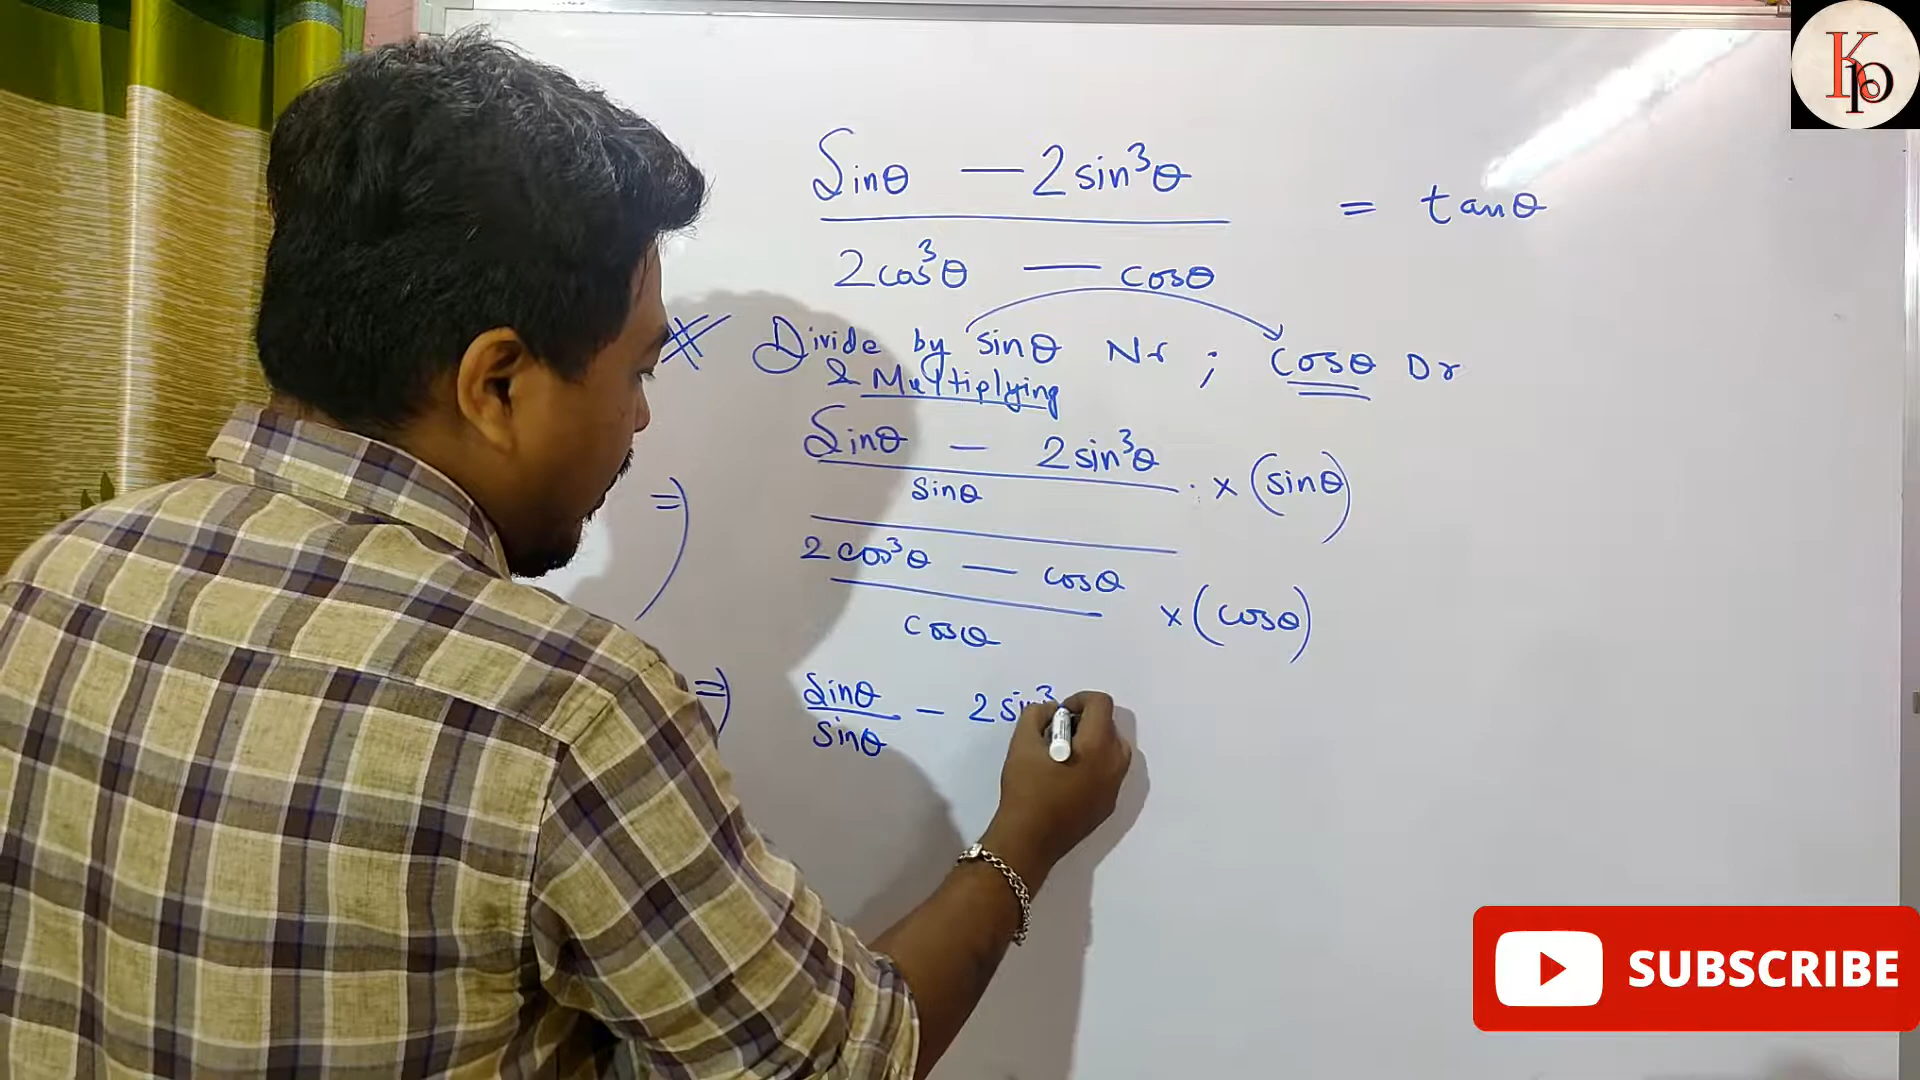 Kp
Sinθ — 2sin³θ
= tanθ
2cos³θ — cosθ
Divide by sinθ Nr ; cosθ Dr
& Multiplying
Sinθ — 2sin³θ
sinθ
× (sinθ)
⇒
2cos³θ — cosθ
cosθ
× (cosθ)
⇒ Sinθ — 2sin³
sinθ
SUBSCRIBE